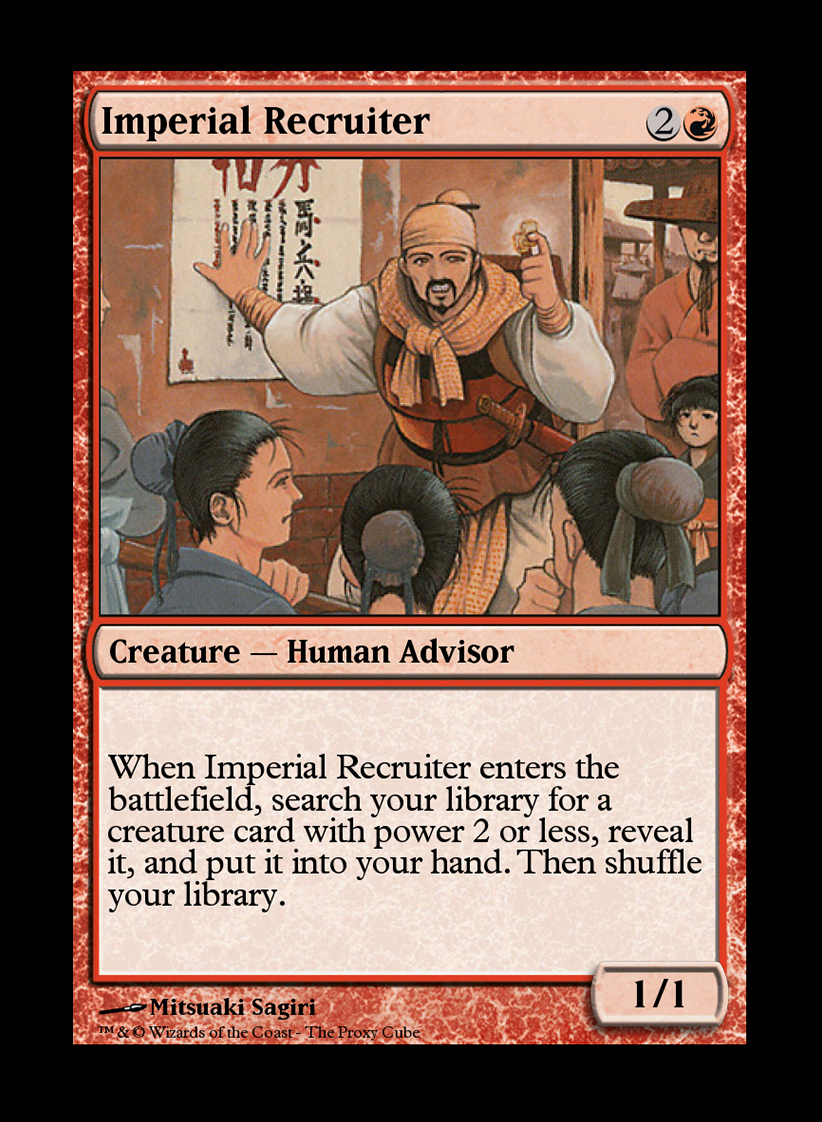 Imperial Recruiter 2
Creature — Human Advisor
When Imperial Recruiter enters the
battlefield, search your library for a
creature card with power 2 or less, reveal
it, and put it into your hand. Then shuffle
your library.
1/1
Mitsuaki Sagiri
™ & © Wizards of the Coast - The Proxy Cube